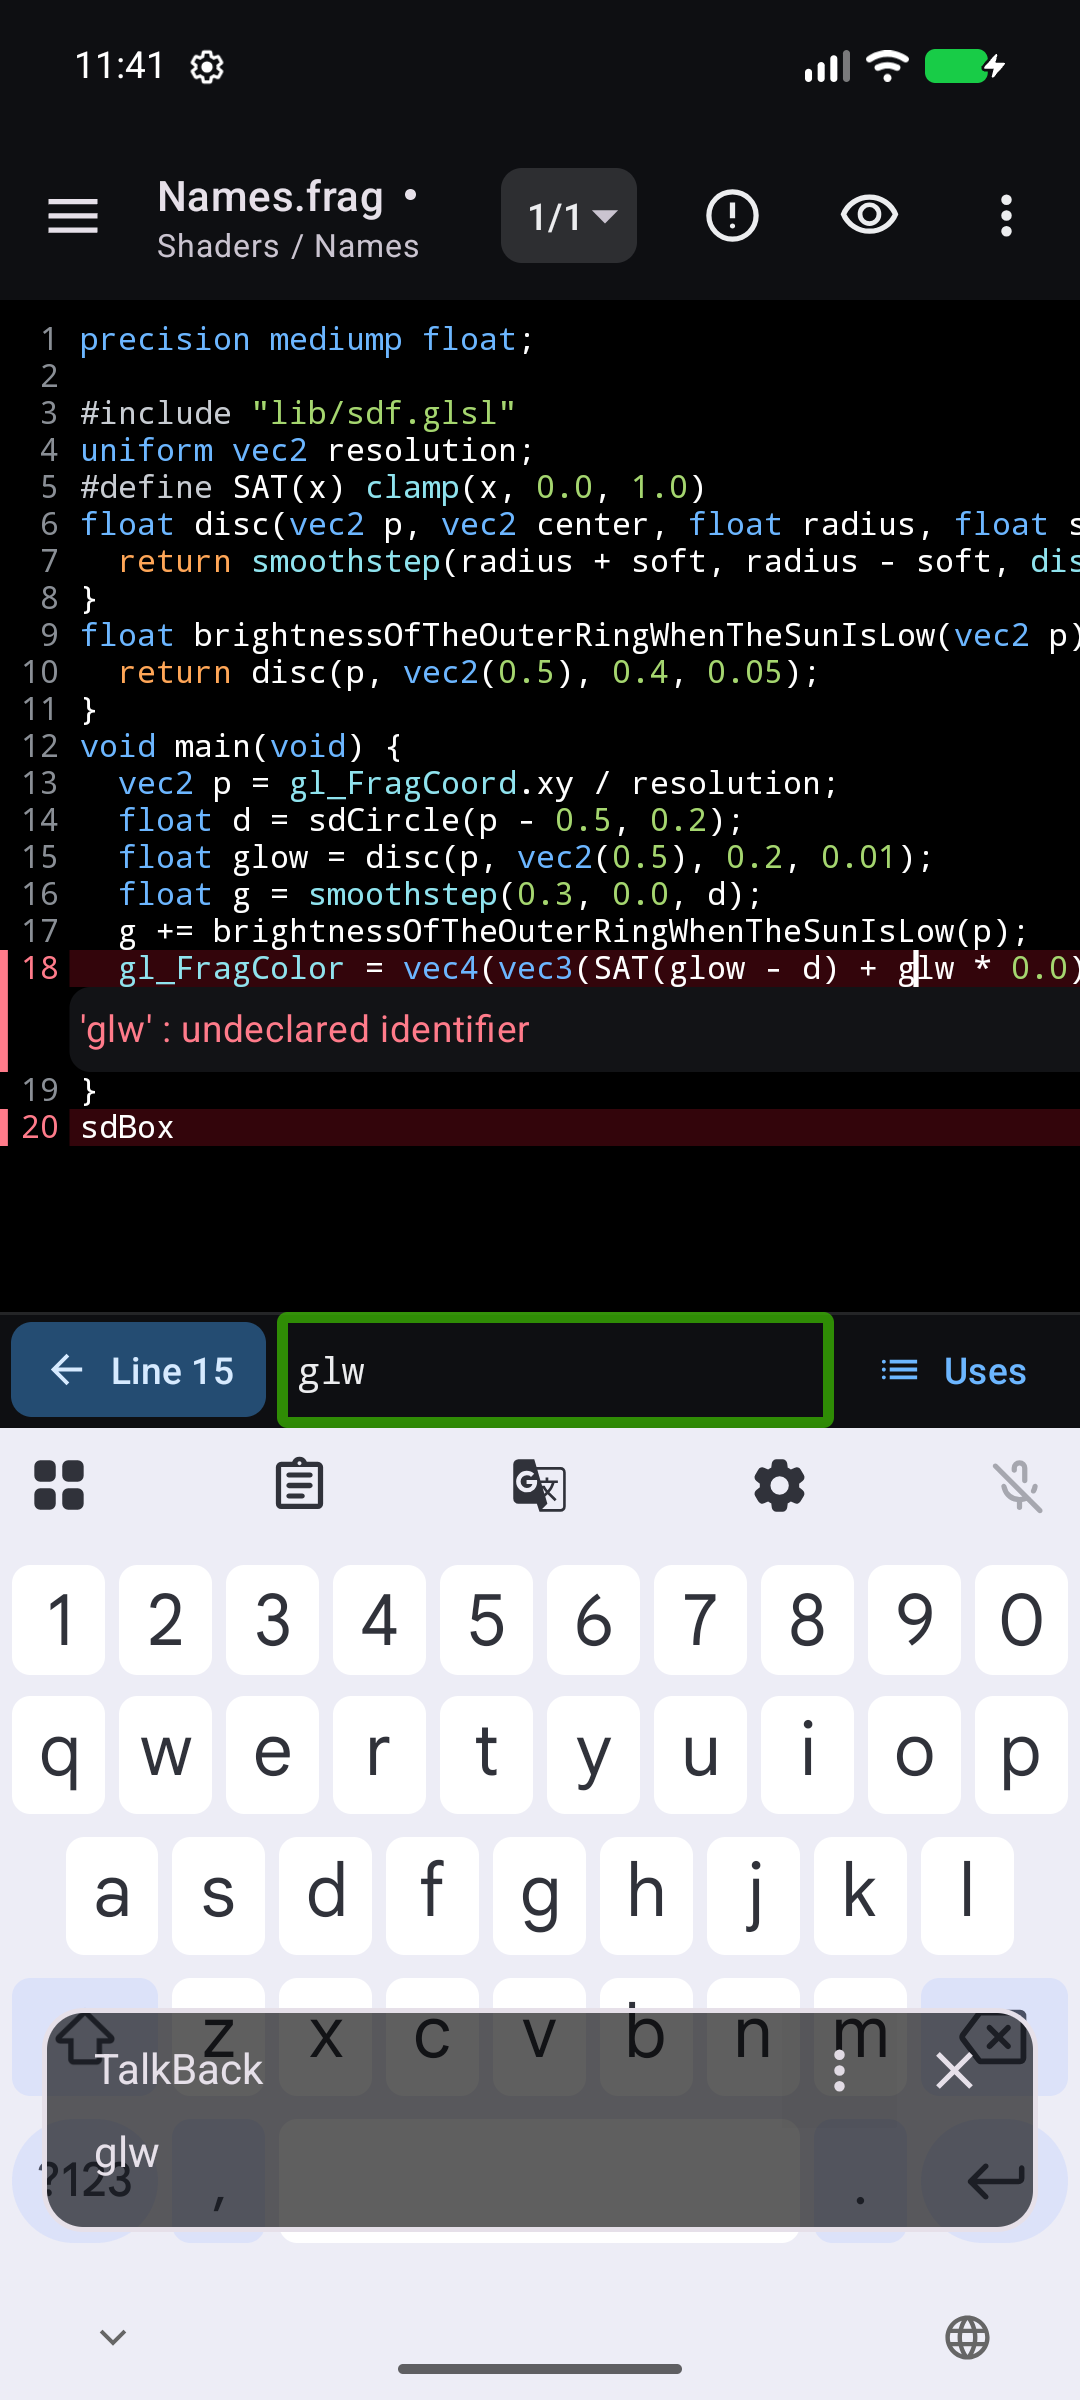 11:41
Names.frag •
Shaders / Names
1/1
1 precision mediump float;
2
3 #include "lib/sdf.glsl"
4 uniform vec2 resolution;
5 #define SAT(x) clamp(x, 0.0, 1.0)
6 float disc(vec2 p, vec2 center, float radius, float s
7   return smoothstep(radius + soft, radius - soft, dis
8 }
9 float brightnessOfTheOuterRingWhenTheSunIsLow(vec2 p)
10   return disc(p, vec2(0.5), 0.4, 0.05);
11 }
12 void main(void) {
13   vec2 p = gl_FragCoord.xy / resolution;
14   float d = sdCircle(p - 0.5, 0.2);
15   float glow = disc(p, vec2(0.5), 0.2, 0.01);
16   float g = smoothstep(0.3, 0.0, d);
17   g += brightnessOfTheOuterRingWhenTheSunIsLow(p);
18   gl_FragColor = vec4(vec3(SAT(glow - d) + glw * 0.0)
'glw' : undeclared identifier
19 }
20 sdBox
← Line 15
glw
Uses
G 文
1 2 3 4 5 6 7 8 9 0
q w e r t y u i o p
a s d f g h j k l
z x c v b n m
TalkBack
glw
?123 , .